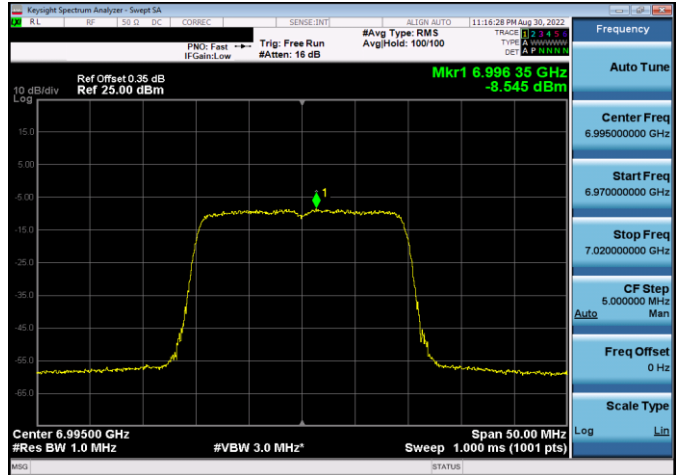 Keysight Spectrum Analyzer - Swept SA
RL RF 50 Ω DC CORREC SENSE:INT ALIGN AUTO 11:16:28 PM Aug 30, 2022
PNO: Fast Trig: Free Run #Avg Type: RMS TRACE 1 2 3 4 5 6
IFGain:Low #Atten: 16 dB Avg|Hold: 100/100 TYPE A WWWWW
DET A P N N N N
Frequency
Auto Tune
Ref Offset 0.35 dB Mkr1 6.996 35 GHz
10 dB/div Ref 25.00 dBm -8.545 dBm
Log
15.0
5.00
-5.00
-15.0
-25.0
-35.0
-45.0
-55.0
-65.0
1
Center Freq
6.995000000 GHz
Start Freq
6.970000000 GHz
Stop Freq
7.020000000 GHz
CF Step
5.000000 MHz
Auto Man
Freq Offset
0 Hz
Scale Type
Log Lin
Center 6.99500 GHz Span 50.00 MHz
#Res BW 1.0 MHz #VBW 3.0 MHz* Sweep 1.000 ms (1001 pts)
MSG STATUS